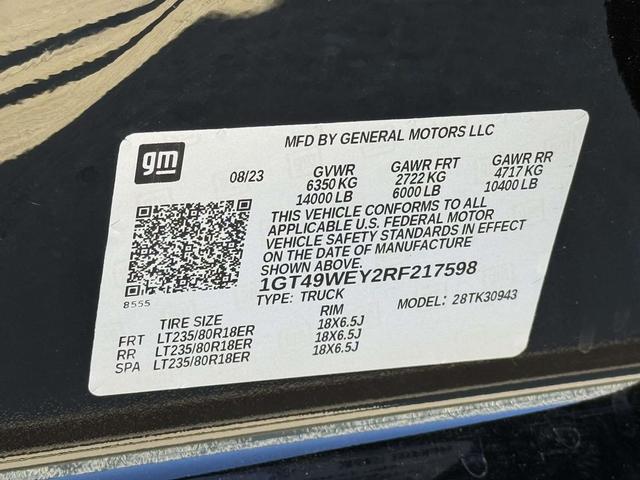 MFD BY GENERAL MOTORS LLC
gm
08/23
GVWR GAWR FRT GAWR RR
6350 KG 2722 KG 4717 KG
14000 LB 6000 LB 10400 LB
THIS VEHICLE CONFORMS TO ALL
APPLICABLE U.S. FEDERAL MOTOR
VEHICLE SAFETY STANDARDS IN EFFECT
ON THE DATE OF MANUFACTURE
SHOWN ABOVE.
8555
1GT49WEY2RF217598
TYPE: TRUCK MODEL: 28TK30943
TIRE SIZE RIM
FRT LT235/80R18ER 18X6.5J
RR LT235/80R18ER 18X6.5J
SPA LT235/80R18ER 18X6.5J